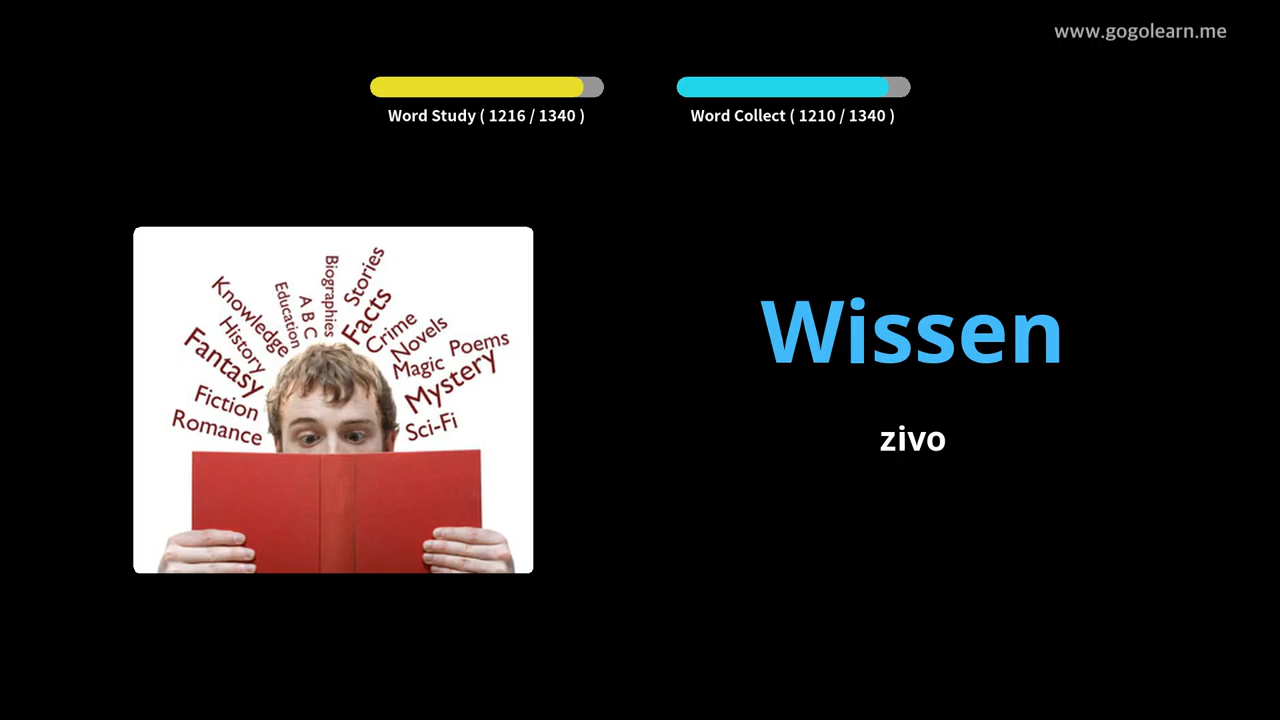 www.gogolearn.me
Word Study ( 1216 / 1340 )
Word Collect ( 1210 / 1340 )
Romance
Fiction
Fantasy
History
Knowledge
Education
A B C
Biographies
Stories
Facts
Crime
Novels
Magic
Poems
Mystery
Sci-Fi
Wissen
zivo